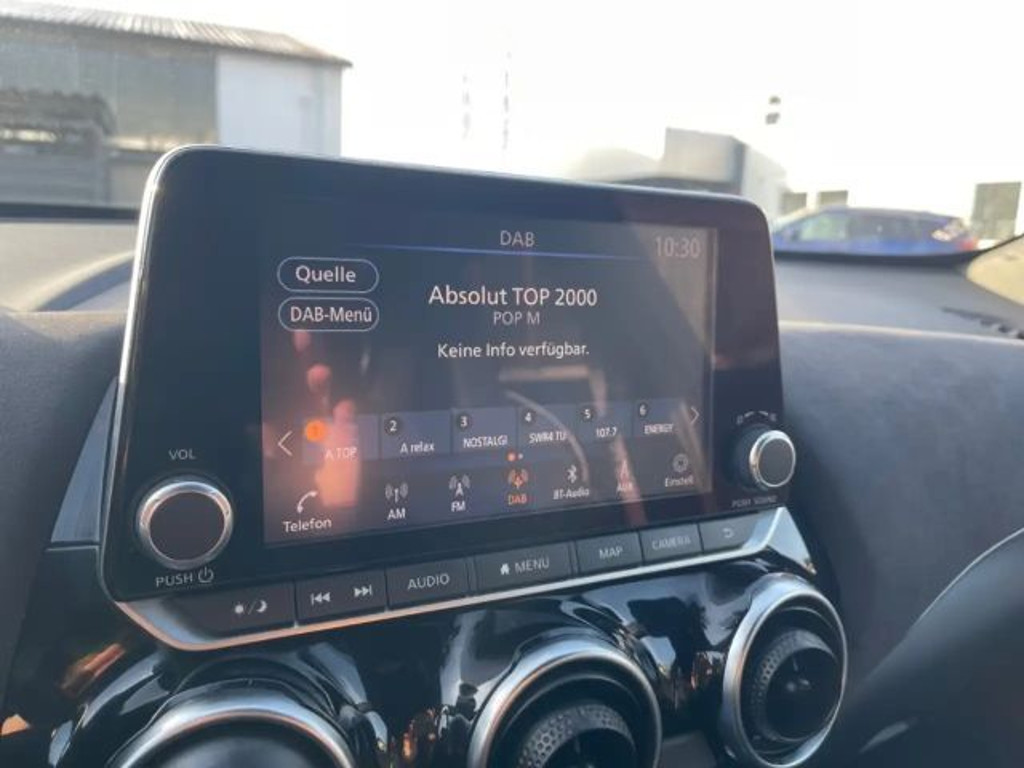 DAB
10:30
Quelle
Absolut TOP 2000
DAB-Menü
POP M
Keine Info verfügbar.
1 2 3 4 5 6
A TOP A relax NOSTALGI SWR4 TU 107.7 ENERGY
Telefon AM FM DAB BT-Audio AUX Einstell
VOL
PUSH
PUSH SOUND
AUDIO MENU MAP CAMERA